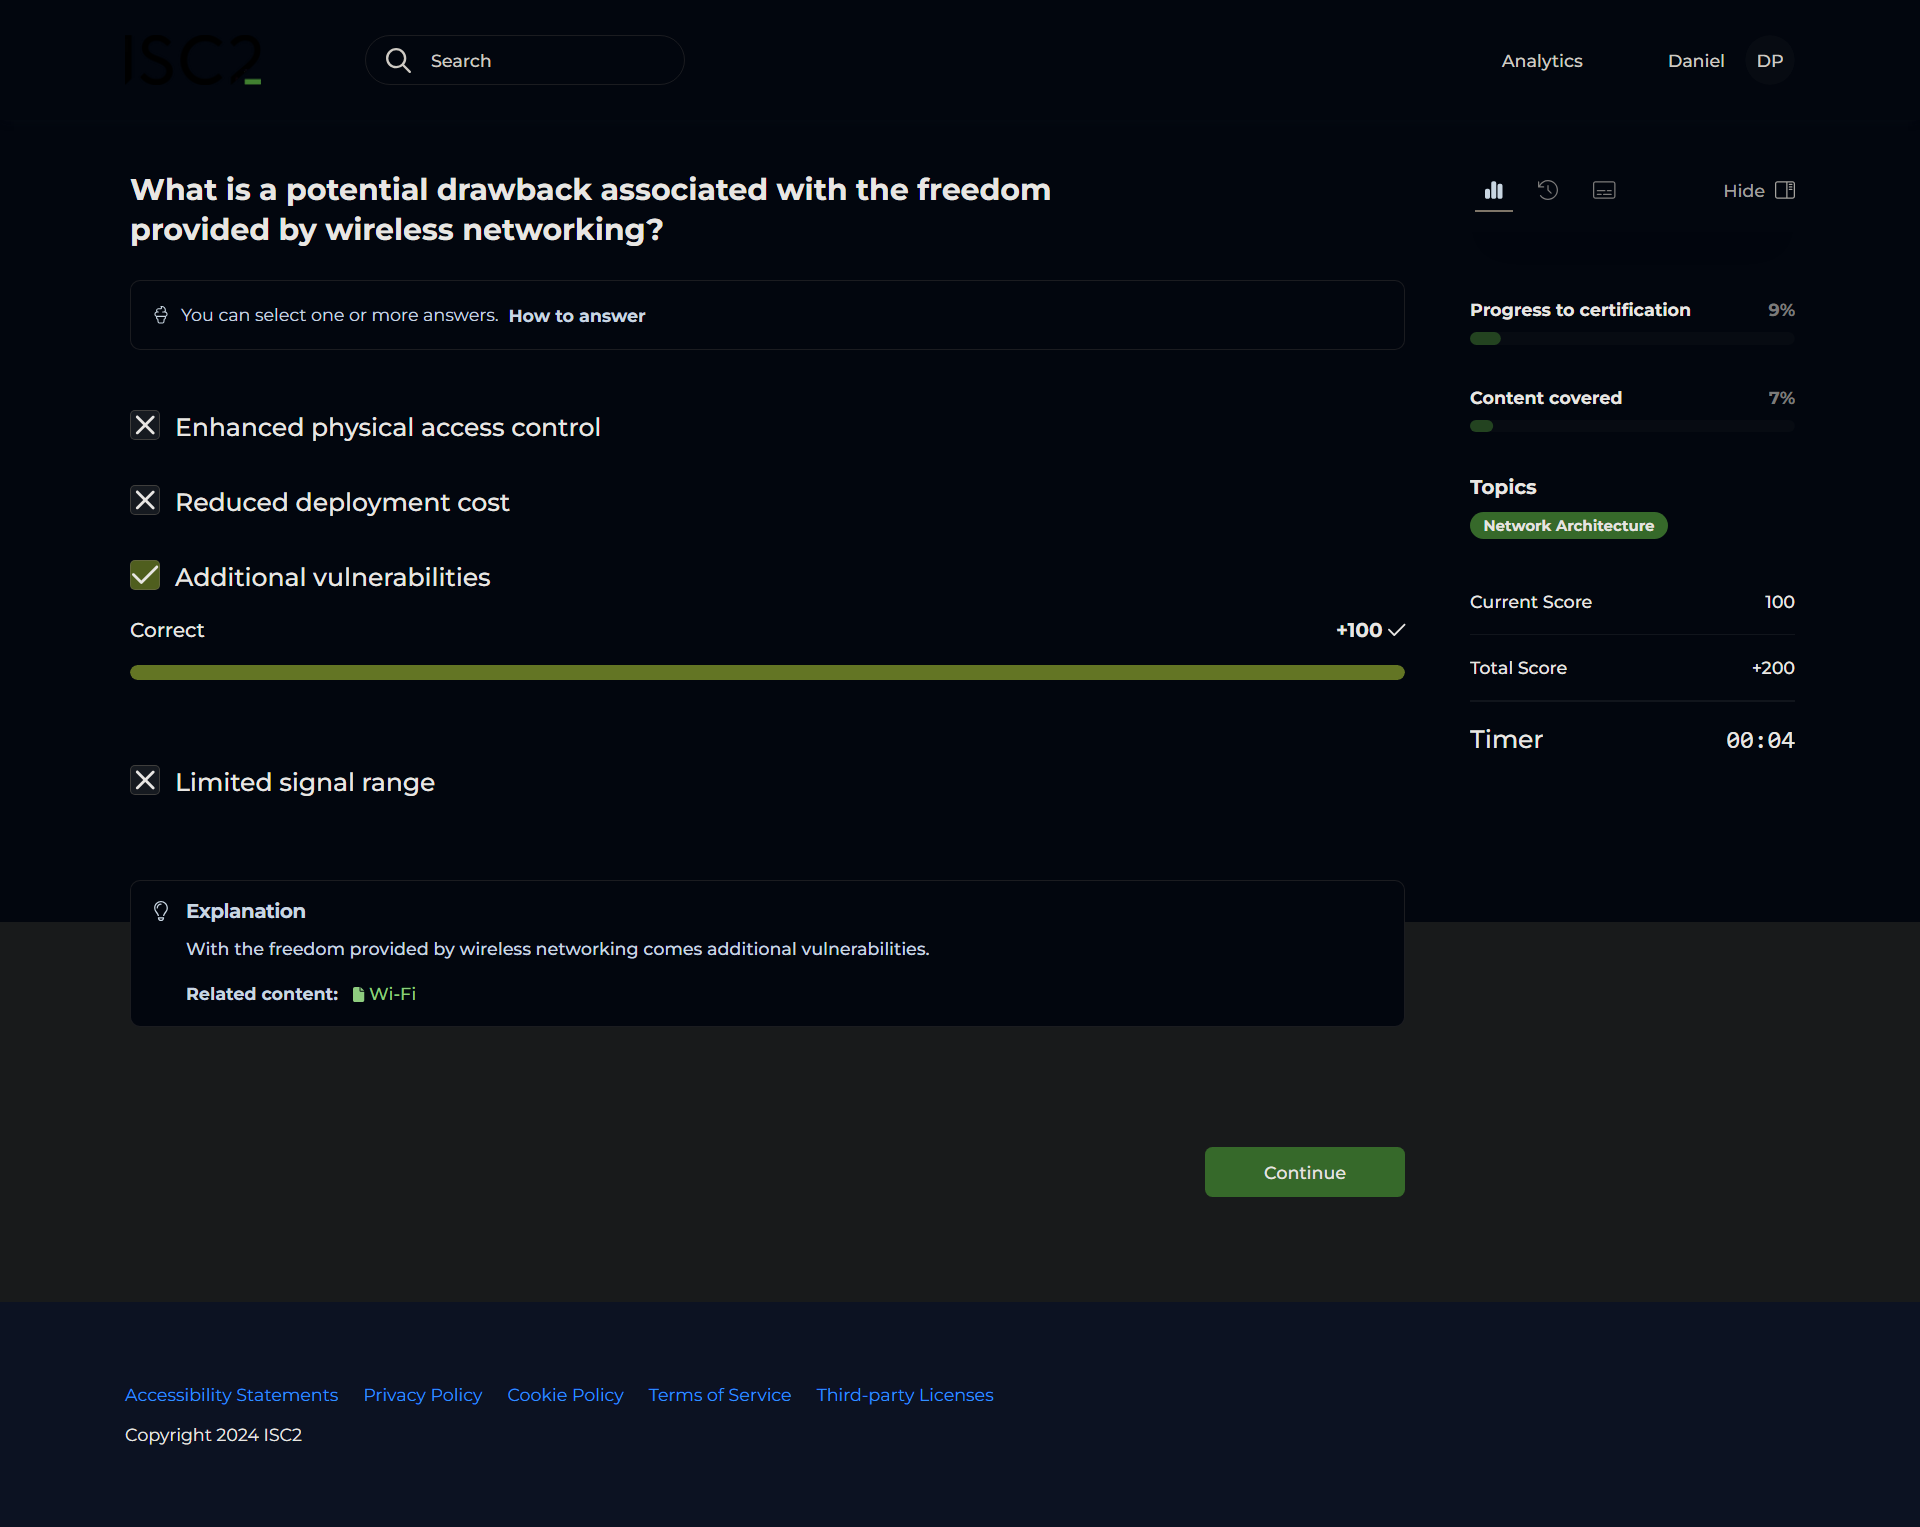 ISC2
Search
Analytics
Daniel
DP
What is a potential drawback associated with the freedom
provided by wireless networking?
Hide
You can select one or more answers. How to answer
Progress to certification 9%
Content covered 7%
Enhanced physical access control
Reduced deployment cost
Additional vulnerabilities
Correct +100
Limited signal range
Topics
Network Architecture
Current Score 100
Total Score +200
Timer 00:04
Explanation
With the freedom provided by wireless networking comes additional vulnerabilities.
Related content: Wi-Fi
Continue
Accessibility Statements Privacy Policy Cookie Policy Terms of Service Third-party Licenses
Copyright 2024 ISC2